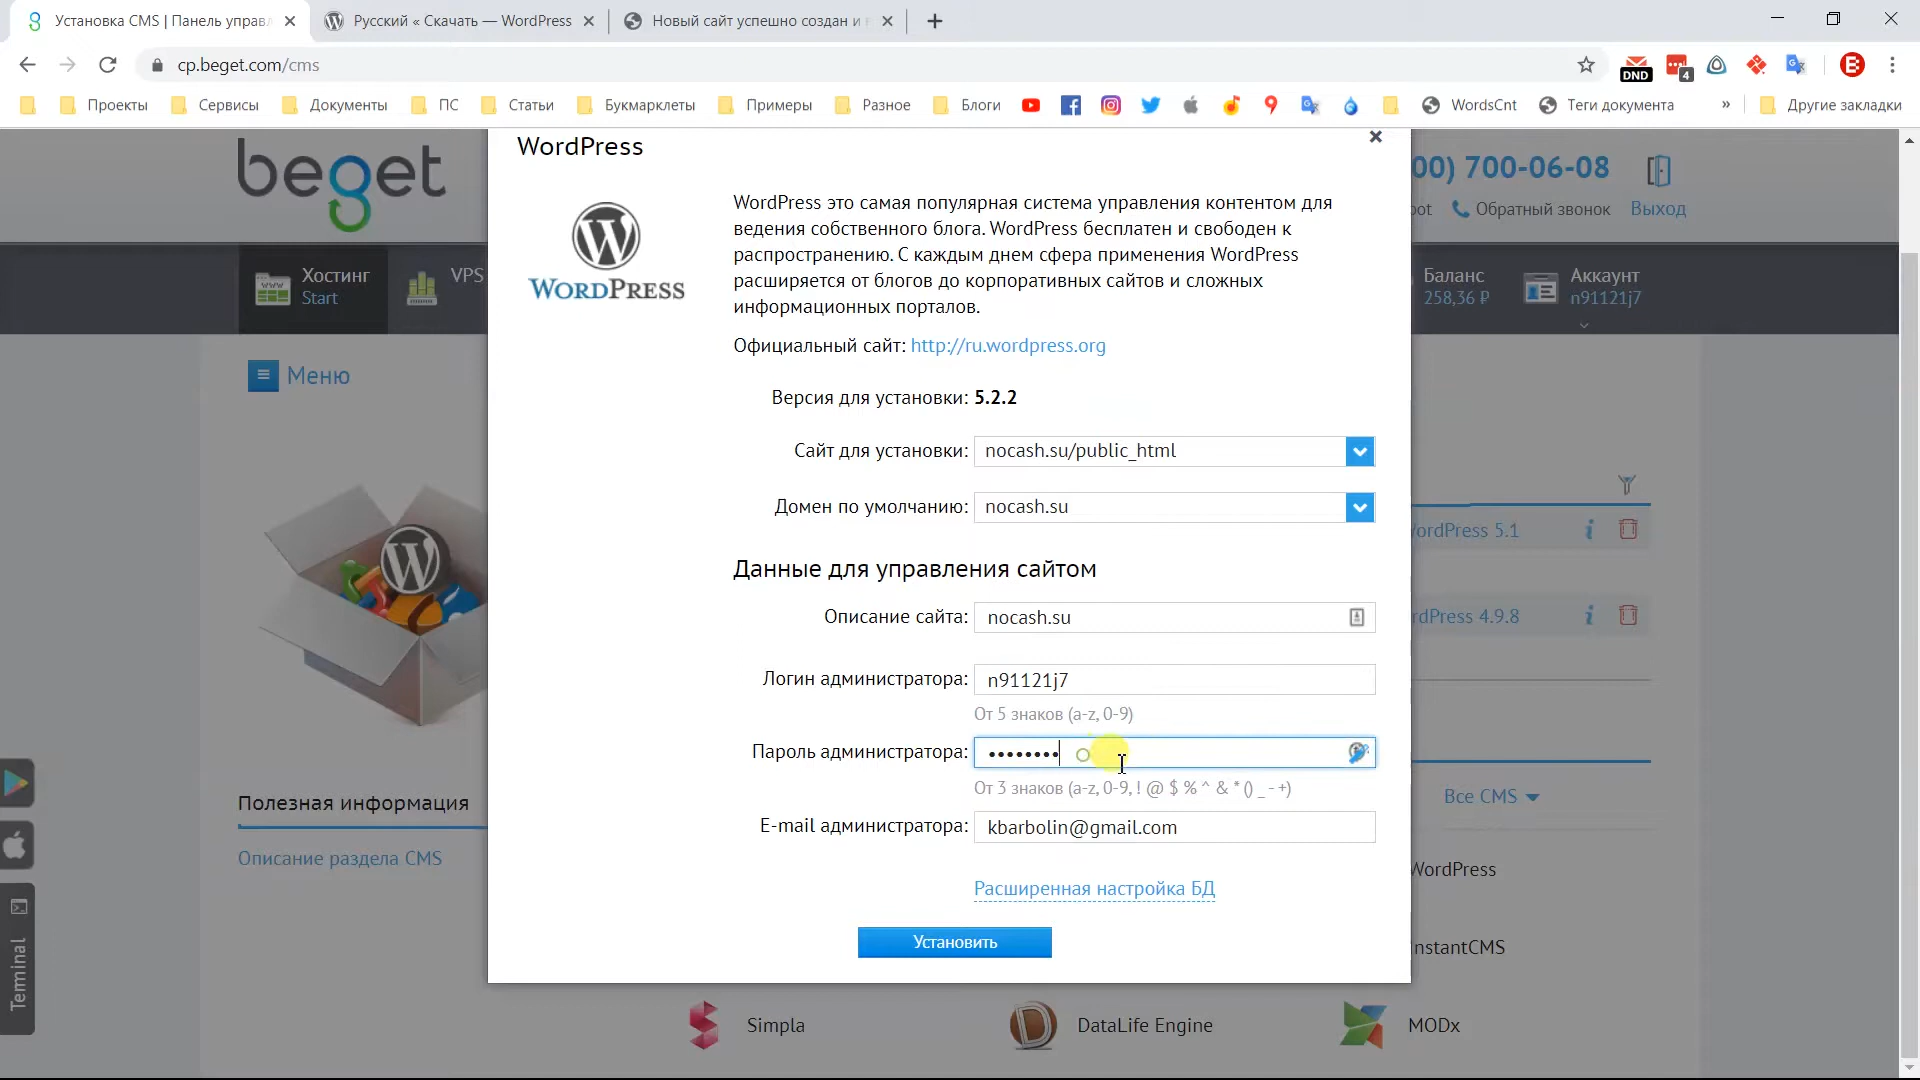 Установка CMS | Панель управл
Русский « Скачать — WordPress
Новый сайт успешно создан и
cp.beget.com/cms
DND
4
Проекты
Сервисы
Документы
ПС
Статьи
Букмарклеты
Примеры
Разное
Блоги
WordsCnt
Теги документа
»
Другие закладки
beget
00) 700-06-08
Обратный звонок
Выход
Хостинг
Start
VPS
Баланс
258,36 ₽
Аккаунт
n91121j7
Меню
WordPress
WordPress это самая популярная система управления контентом для
ведения собственного блога. WordPress бесплатен и свободен к
распространению. С каждым днем сфера применения WordPress
расширяется от блогов до корпоративных сайтов и сложных
информационных порталов.
WORDPRESS
Официальный сайт: http://ru.wordpress.org
Версия для установки: 5.2.2
Сайт для установки: nocash.su/public_html
Домен по умолчанию: nocash.su
ordPress 5.1
Данные для управления сайтом
Описание сайта: nocash.su
rdPress 4.9.8
Логин администратора: n91121j7
От 5 знаков (a-z, 0-9)
Пароль администратора: ••••••••
От 3 знаков (a-z, 0-9, ! @ $ % ^ & * () _ - +)
E-mail администратора: kbarbolin@gmail.com
Расширенная настройка БД
Установить
Полезная информация
Описание раздела CMS
Terminal
Все CMS
WordPress
nstantCMS
Simpla
DataLife Engine
MODx